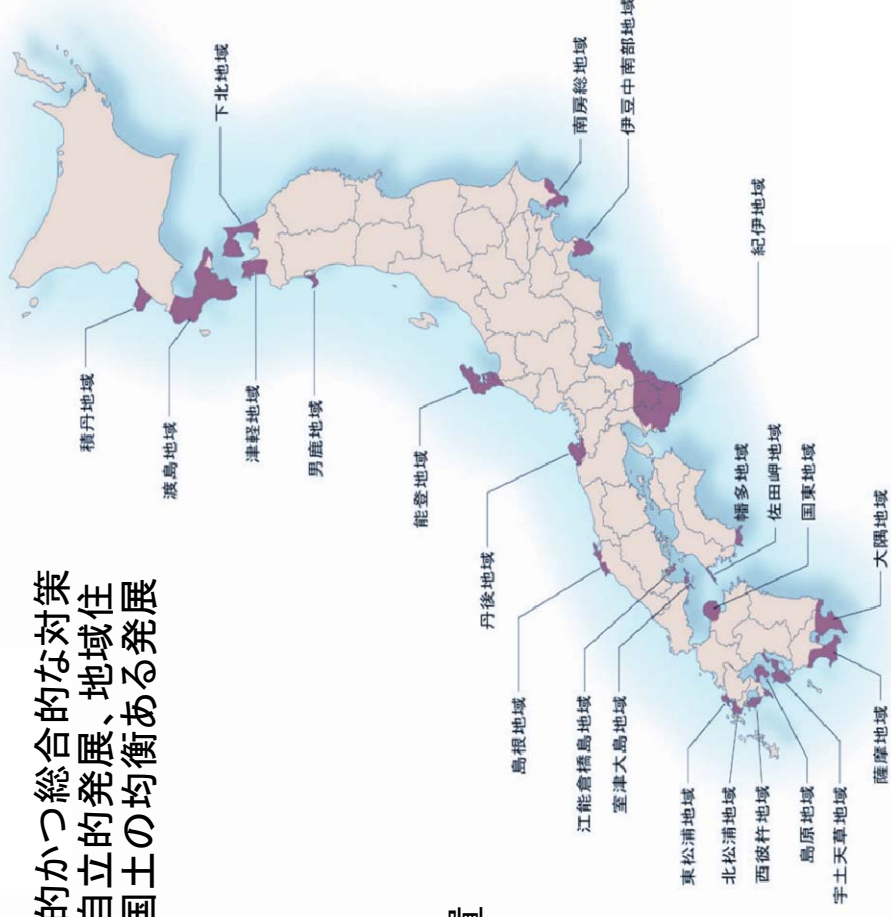 的かつ総合的な対策
自立的発展、地域住
国土の均衡ある発展
積丹地域
渡島地域
下北地域
津軽地域
男鹿地域
能登地域
南房総地域
伊豆中南部地域
紀伊地域
丹後地域
島根地域
江能倉橋島地域
室津大島地域
幡多地域
佐田岬地域
国東地域
大隅地域
東松浦地域
北松浦地域
西彼杵地域
島原地域
宇土天草地域
薩摩地域